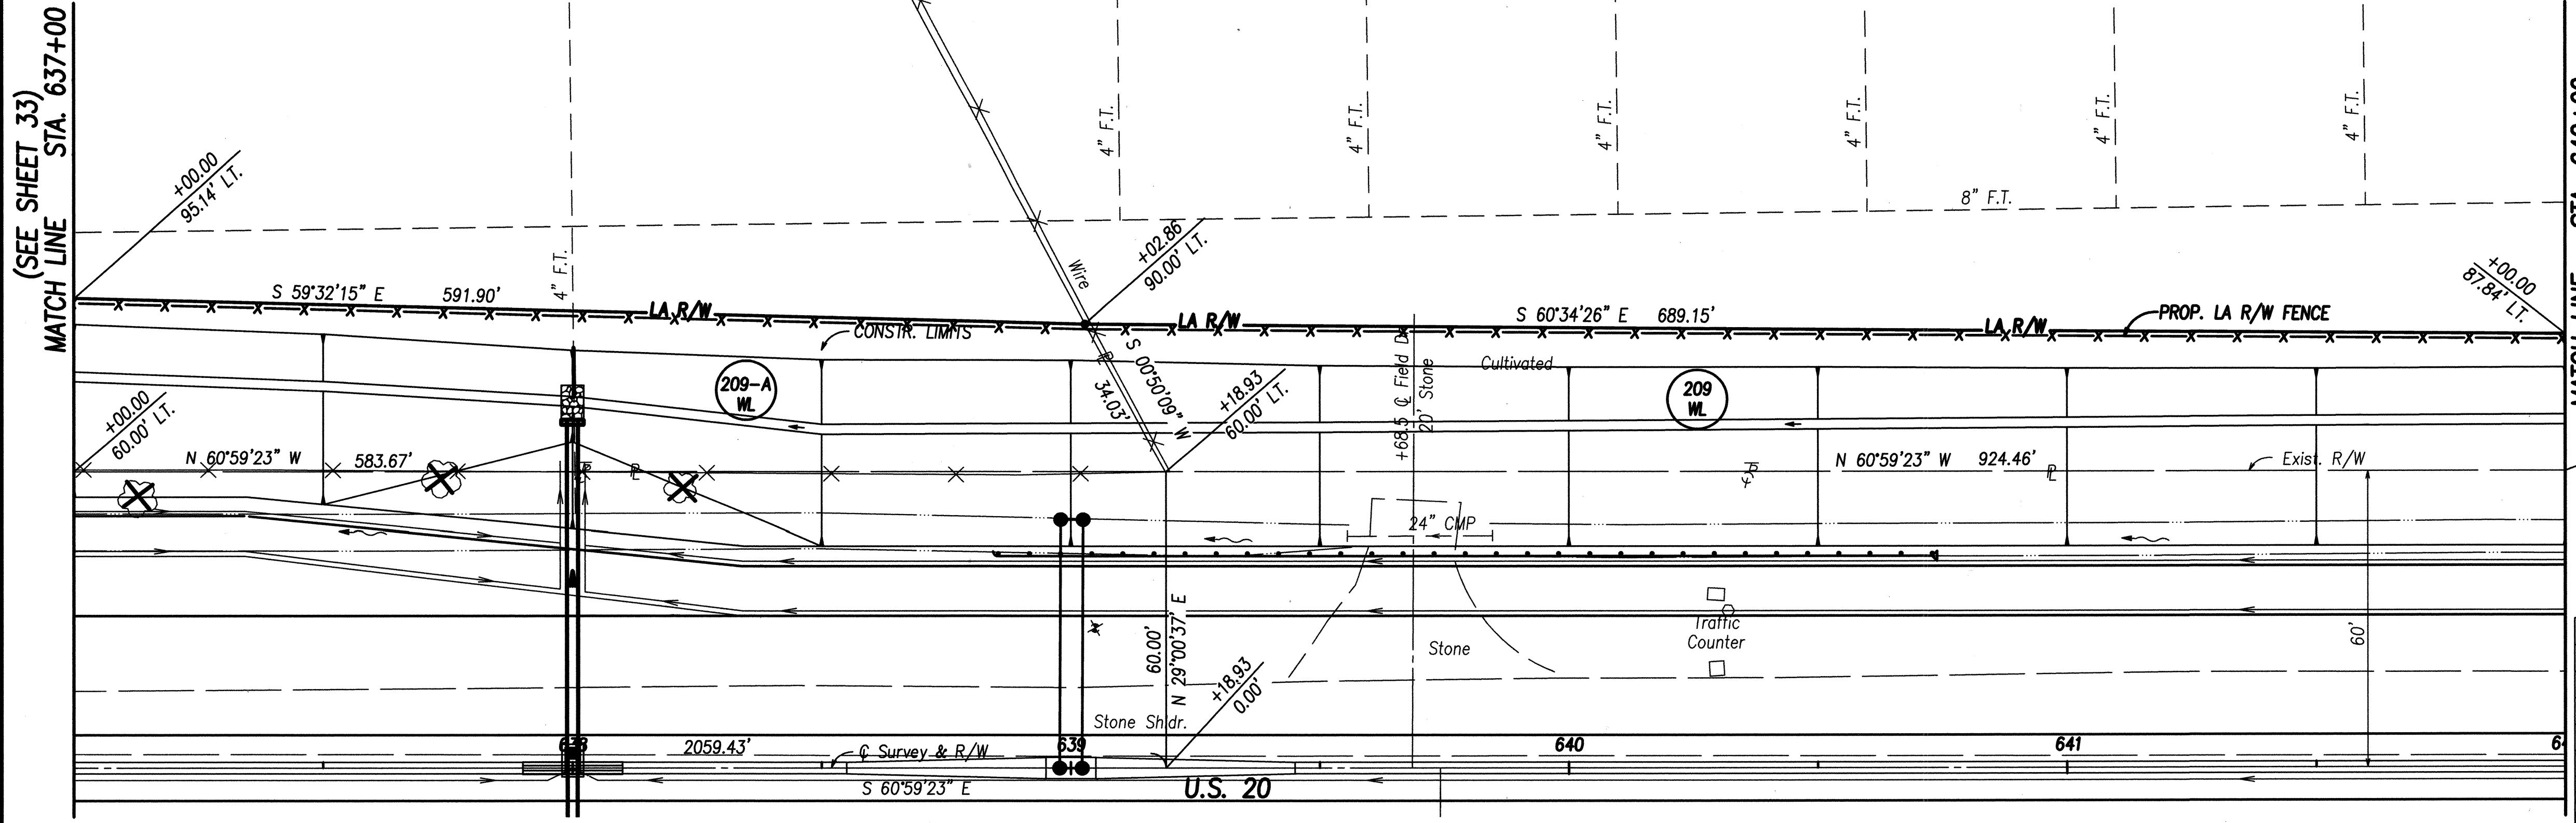 (SEE SHEET 33)
MATCH LINE STA. 637+00
+00.00
95.14' LT.
4" F.T.
4" F.T.
4" F.T.
4" F.T.
4" F.T.
4" F.T.
4" F.T.
8" F.T.
Wire
+02.86
90.00' LT.
+00.00
87.84' LT.
S 59°32'15" E 591.90'
LA R/W
LA R/W
S 60°34'26" E 689.15'
LA R/W
PROP. LA R/W FENCE
CONSTR. LIMITS
Cultivated
209-A
WL
209
WL
S 00°50'09" W
34.03'
+18.93
60.00' LT.
+68.5 ℄ Field
20' Stone
+00.00
60.00' LT.
N 60°59'23" W 583.67'
N 60°59'23" W 924.46'
Exist. R/W
24" CMP
Traffic
Counter
Stone
60'
60.00'
N 29°00'37" E
+18.93
0.00'
Stone Shldr.
638
2059.43'
℄ Survey & R/W
639
640
641
S 60°59'23" E
U.S. 20
MATCH LINE